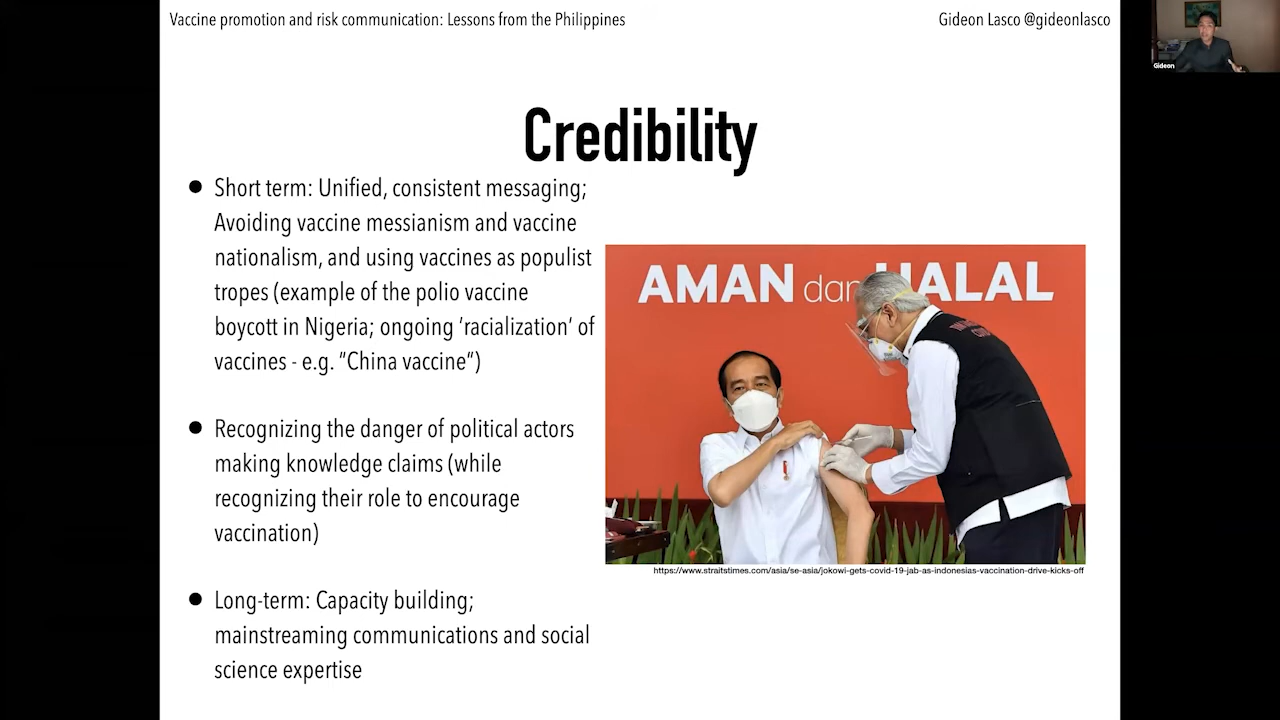 Vaccine promotion and risk communication: Lessons from the Philippines
Gideon Lasco @gideonlasco
Gideon
Credibility
● Short term: Unified, consistent messaging;
Avoiding vaccine messianism and vaccine
nationalism, and using vaccines as populist
tropes (example of the polio vaccine
boycott in Nigeria; ongoing ‘racialization’ of
vaccines - e.g. “China vaccine”)
● Recognizing the danger of political actors
making knowledge claims (while
recognizing their role to encourage
vaccination)
● Long-term: Capacity building;
mainstreaming communications and social
science expertise
AMAN dan HALAL
https://www.straitstimes.com/asia/se-asia/jokowi-gets-covid-19-jab-as-indonesias-vaccination-drive-kicks-off